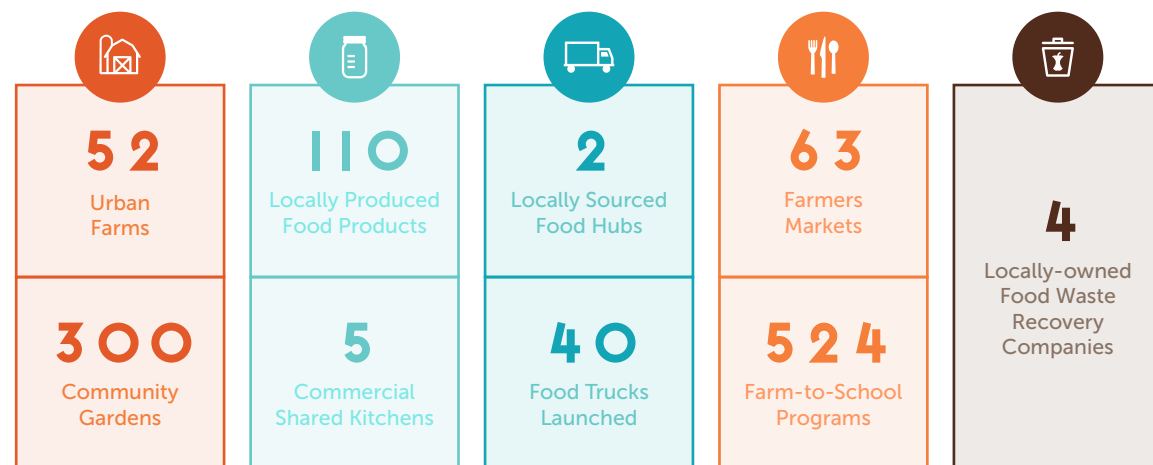 52
Urban
Farms
300
Community
Gardens
110
Locally Produced
Food Products
5
Commercial
Shared Kitchens
2
Locally Sourced
Food Hubs
40
Food Trucks
Launched
63
Farmers
Markets
524
Farm-to-School
Programs
4
Locally-owned
Food Waste
Recovery
Companies